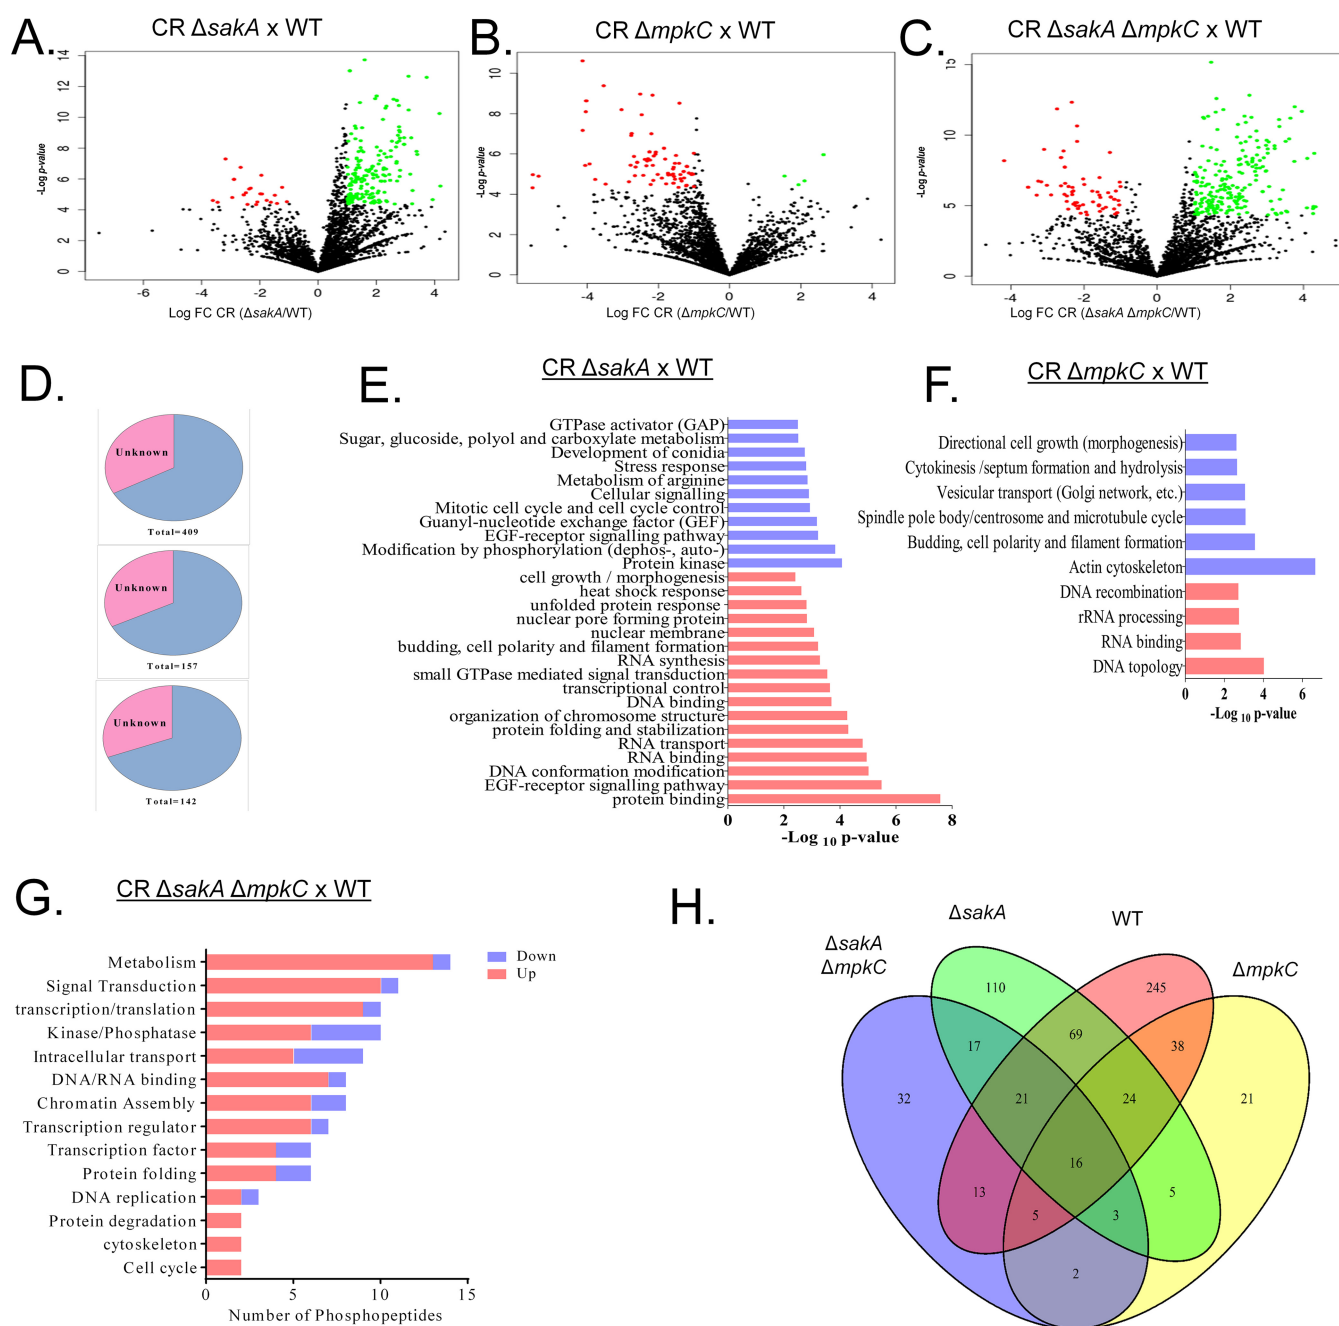 A.
CR ΔsakA x WT
-Log p-value
14
12
10
8
6
4
2
0
-6
-4
-2
0
2
4
Log FC CR (ΔsakA/WT)
B.
CR ΔmpkC x WT
-Log p-value
10
8
6
4
2
0
-4
-2
0
2
4
Log FC CR (ΔmpkC/WT)
C.
CR ΔsakA ΔmpkC x WT
-Log p-value
15
10
5
0
-4
-2
0
2
4
Log FC CR (ΔsakA ΔmpkC/WT)
D.
Unknown
Total=409
Unknown
Total=157
Unknown
Total=142
E.
CR ΔsakA x WT
GTPase activator (GAP)
Sugar, glucoside, polyol and carboxylate metabolism
Development of conidia
Stress response
Metabolism of arginine
Cellular signalling
Mitotic cell cycle and cell cycle control
Guanyl-nucleotide exchange factor (GEF)
EGF-receptor signalling pathway
Modification by phosphorylation (dephos-, auto-)
Protein kinase
cell growth / morphogenesis
heat shock response
unfolded protein response
nuclear pore forming protein
nuclear membrane
budding, cell polarity and filament formation
RNA synthesis
small GTPase mediated signal transduction
transcriptional control
DNA binding
organization of chromosome structure
protein folding and stabilization
RNA transport
RNA binding
DNA conformation modification
EGF-receptor signalling pathway
protein binding
0 2 4 6 8
-Log 10 p-value
F.
CR ΔmpkC x WT
Directional cell growth (morphogenesis)
Cytokinesis /septum formation and hydrolysis
Vesicular transport (Golgi network, etc.)
Spindle pole body/centrosome and microtubule cycle
Budding, cell polarity and filament formation
Actin cytoskeleton
DNA recombination
rRNA processing
RNA binding
DNA topology
0 2 4 6
-Log 10 p-value
G.
CR ΔsakA ΔmpkC x WT
Metabolism
Signal Transduction
transcription/translation
Kinase/Phosphatase
Intracellular transport
DNA/RNA binding
Chromatin Assembly
Transcription regulator
Transcription factor
Protein folding
DNA replication
Protein degradation
cytoskeleton
Cell cycle
0 5 10 15
Number of Phosphopeptides
Down
Up
H.
ΔsakA
ΔmpkC
ΔsakA
WT
ΔmpkC
110
245
69
17
38
32
21
24
21
16
13
5
5
3
2